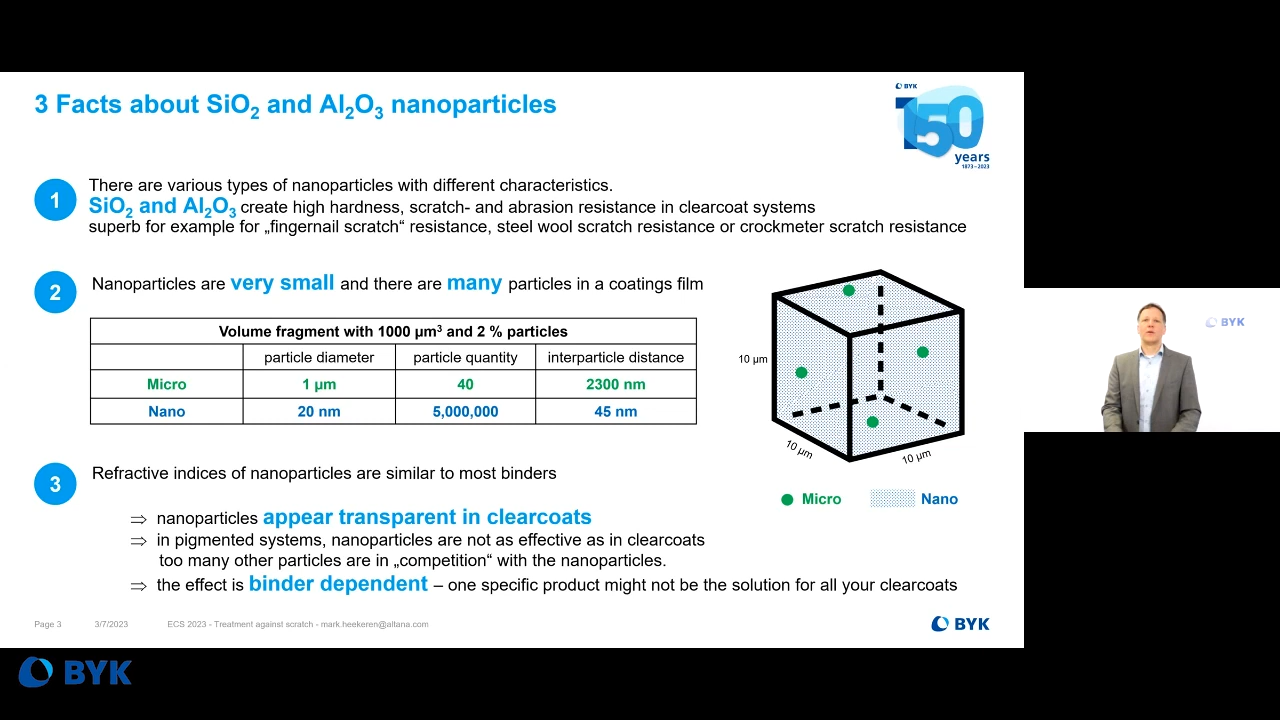 3 Facts about SiO2 and Al2O3 nanoparticles
BYK
150
years
1873 – 2023
1
There are various types of nanoparticles with different characteristics.
SiO2 and Al2O3 create high hardness, scratch- and abrasion resistance in clearcoat systems
superb for example for „fingernail scratch“ resistance, steel wool scratch resistance or crockmeter scratch resistance
2
Nanoparticles are very small and there are many particles in a coatings film
Volume fragment with 1000 µm³ and 2 % particles
particle diameter particle quantity interparticle distance
Micro 1 µm 40 2300 nm
Nano 20 nm 5,000,000 45 nm
10 µm
10 µm
10 µm
Micro Nano
3
Refractive indices of nanoparticles are similar to most binders
⇒ nanoparticles appear transparent in clearcoats
⇒ in pigmented systems, nanoparticles are not as effective as in clearcoats
too many other particles are in „competition“ with the nanoparticles.
⇒ the effect is binder dependent – one specific product might not be the solution for all your clearcoats
Page 3 3/7/2023 ECS 2023 - Treatment against scratch - mark.heekeren@altana.com
BYK
BYK
BYK